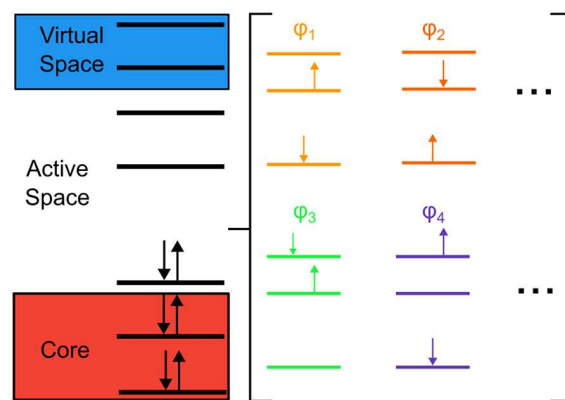 Virtual
Space
Active
Space
Core
φ1
φ2
...
φ3
φ4
...